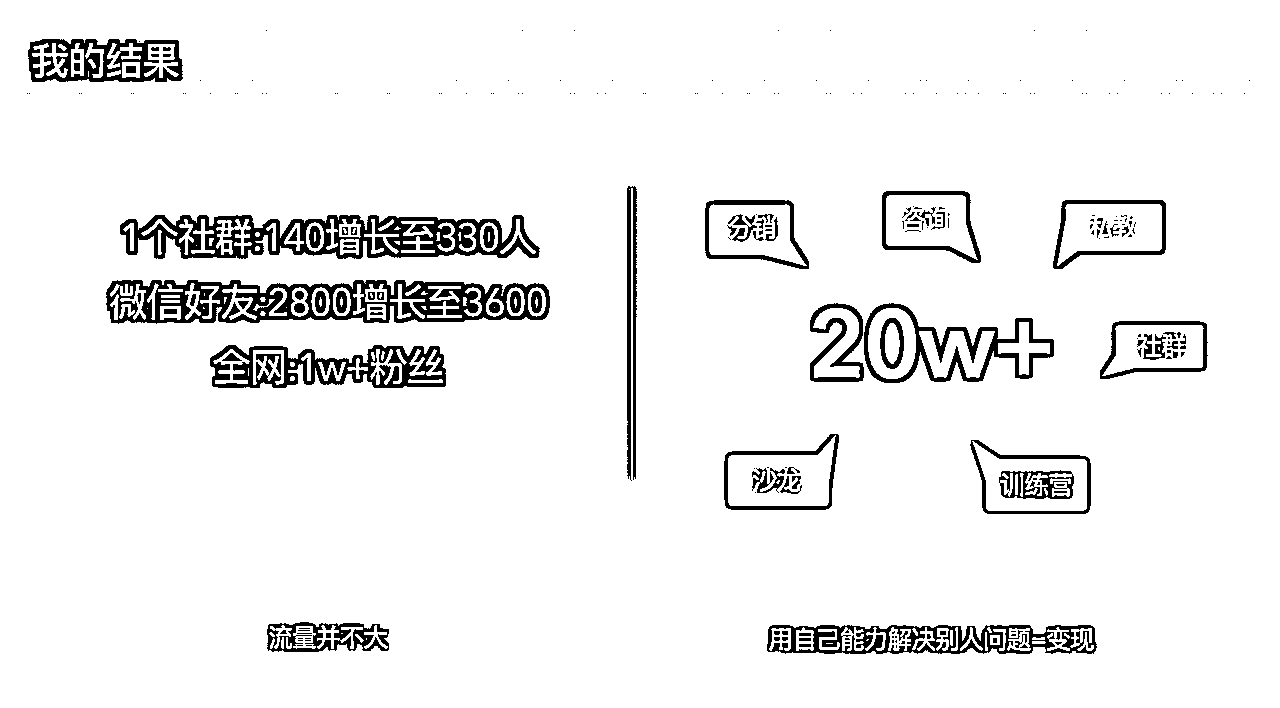 我的结果
1个社群:140增长至330人
微信好友:2800增长至3600
全网:1w+粉丝
流量并不大
分销
咨询
私教
20w+
社群
沙龙
训练营
用自己能力解决别人问题=变现